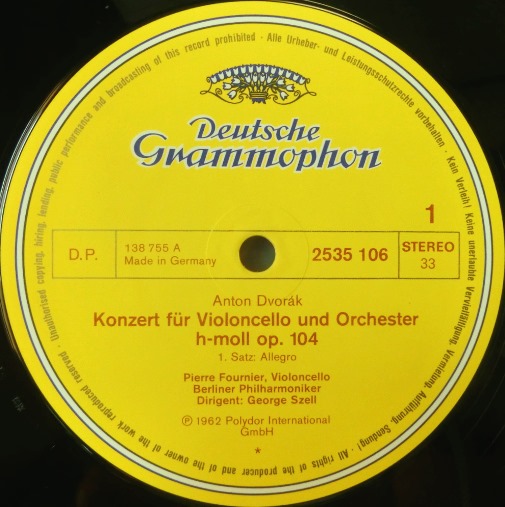 Deutsche
Grammophon
1
D.P.
138 755 A
Made in Germany
2535 106
STEREO
33
Anton Dvorák
Konzert für Violoncello und Orchester
h-moll op. 104
1. Satz: Allegro
Pierre Fournier, Violoncello
Berliner Philharmoniker
Dirigent: George Szell
Ⓟ 1962 Polydor International
GmbH
*
Alle Urheber- und Leistungsschutzrechte vorbehalten · Kein Verleih! Keine unerlaubte Vervielfältigung, Vermietung, Aufführung, Sendung! · All rights of the producer and of the owner of the work reproduced reserved · Unauthorised copying, hiring, lending, public performance and broadcasting of this record prohibited ·